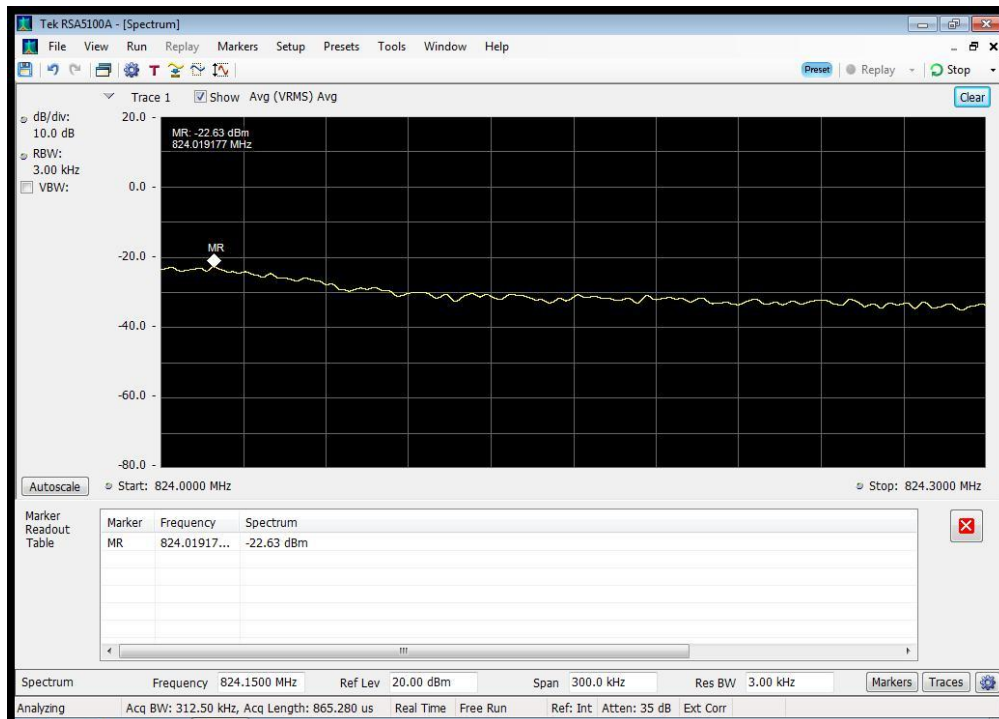 Tek RSA5100A - [Spectrum]
File View Run Replay Markers Setup Presets Tools Window Help
T Preset Replay Stop
Trace 1 Show Avg (VRMS) Avg Clear
dB/div:
10.0 dB
RBW:
3.00 kHz
VBW:
20.0
0.0
-20.0
-40.0
-60.0
-80.0
MR: -22.63 dBm
824.019177 MHz
MR
Autoscale Start: 824.0000 MHz Stop: 824.3000 MHz
Marker
Readout
Table
Marker Frequency Spectrum
MR 824.01917... -22.63 dBm
Spectrum Frequency 824.1500 MHz Ref Lev 20.00 dBm Span 300.0 kHz Res BW 3.00 kHz Markers Traces
Analyzing Acq BW: 312.50 kHz, Acq Length: 865.280 us Real Time Free Run Ref: Int Atten: 35 dB Ext Corr